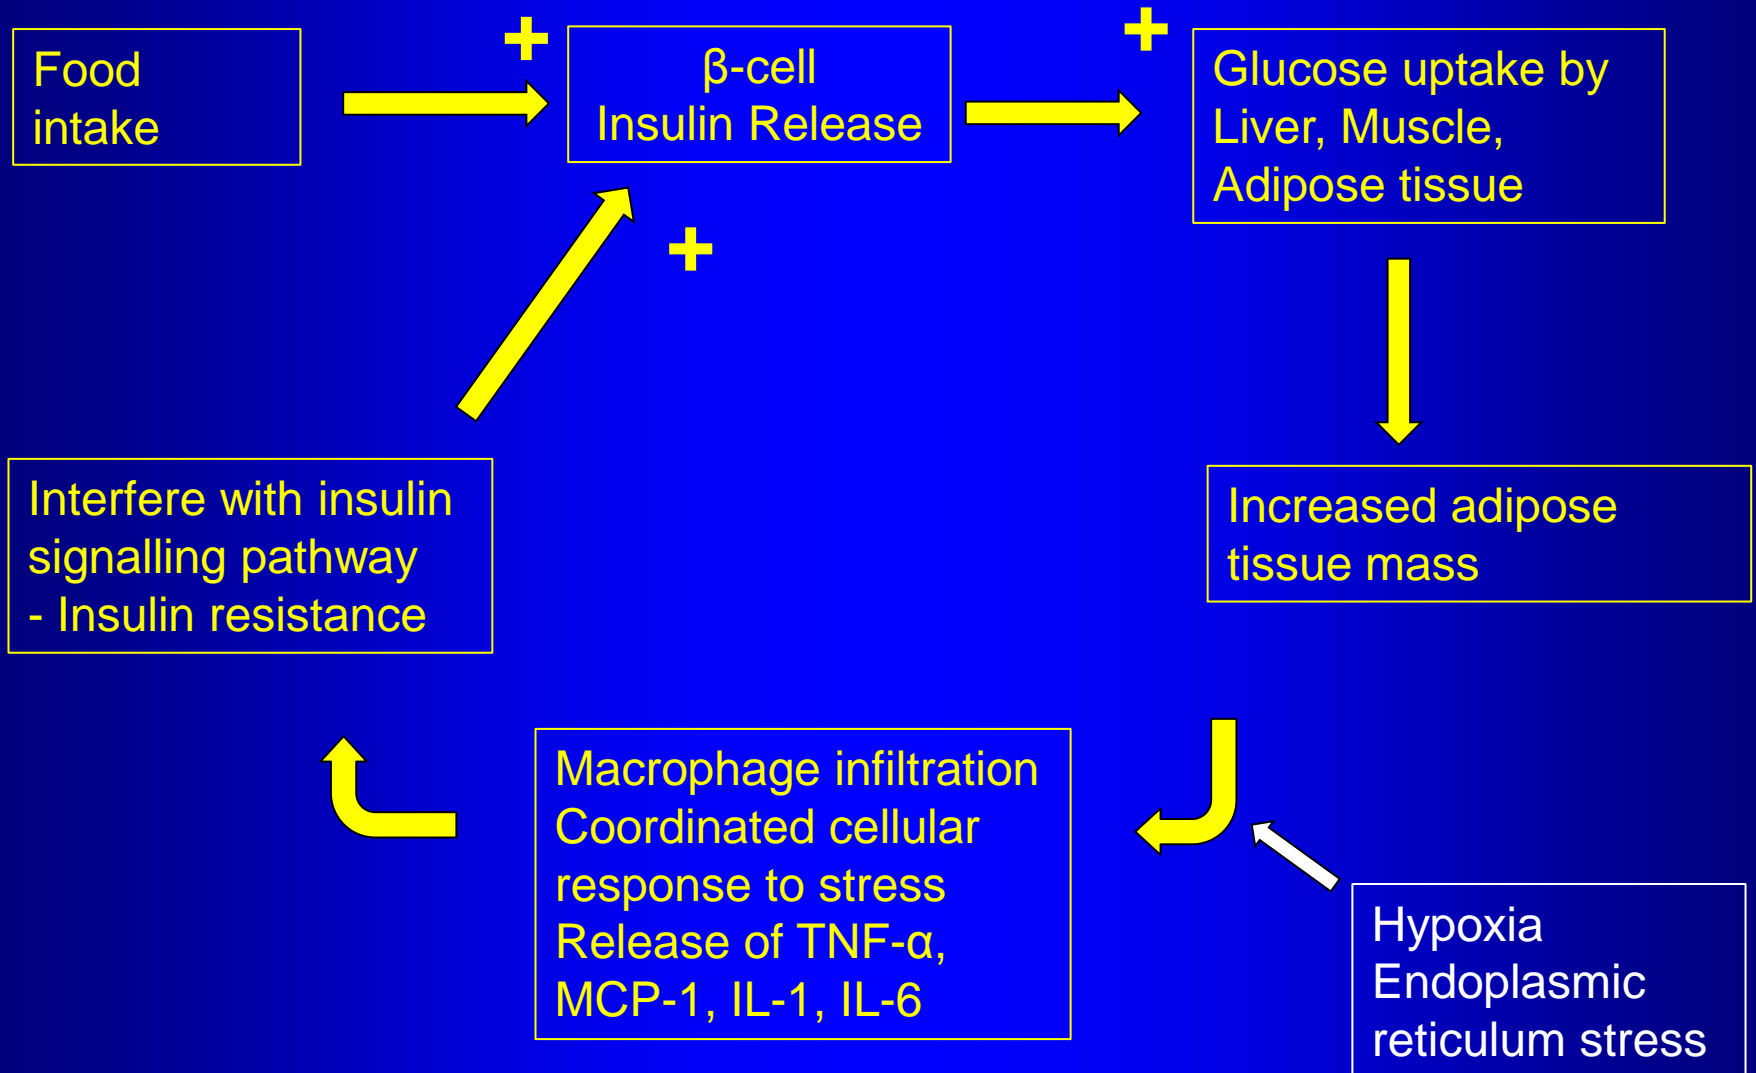 Food
intake
+
β-cell
Insulin Release
+
Glucose uptake by
Liver, Muscle,
Adipose tissue
+
Interfere with insulin
signalling pathway
- Insulin resistance
Increased adipose
tissue mass
Macrophage infiltration
Coordinated cellular
response to stress
Release of TNF-α,
MCP-1, IL-1, IL-6
Hypoxia
Endoplasmic
reticulum stress